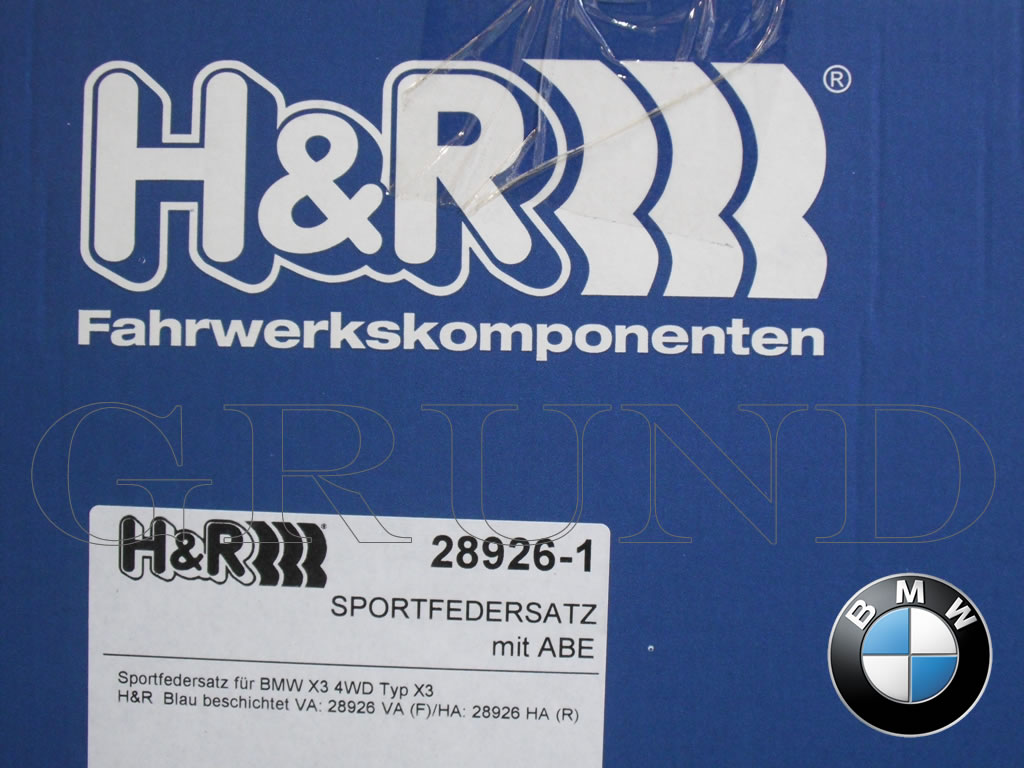 H&R ®
Fahrwerkskomponenten
GRUND
H&R ® 28926-1
SPORTFEDERSATZ
mit ABE
Sportfedersatz für BMW X3 4WD Typ X3
H&R Blau beschichtet VA: 28926 VA (F)/HA: 28926 HA (R)
BMW